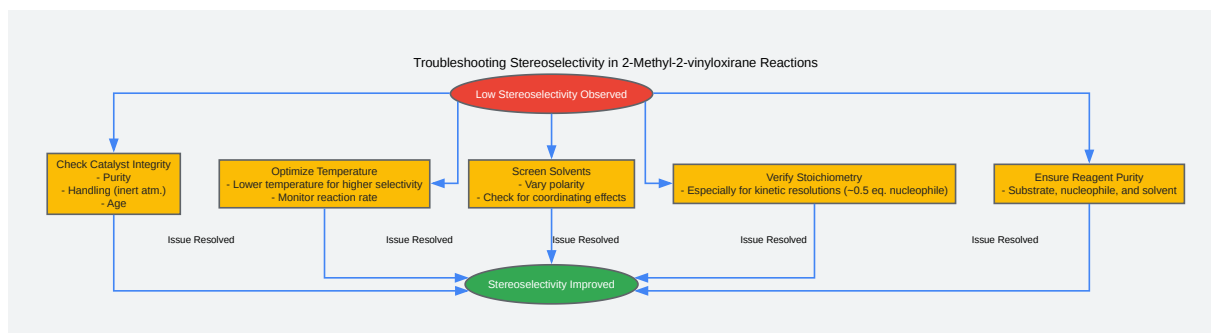 Troubleshooting Stereoselectivity in 2-Methyl-2-vinyloxirane Reactions
Low Stereoselectivity Observed
Check Catalyst Integrity
- Purity
- Handling (inert atm.)
- Age
Optimize Temperature
- Lower temperature for higher selectivity
- Monitor reaction rate
Screen Solvents
- Vary polarity
- Check for coordinating effects
Verify Stoichiometry
- Especially for kinetic resolutions (~0.5 eq. nucleophile)
Ensure Reagent Purity
- Substrate, nucleophile, and solvent
Issue Resolved
Issue Resolved
Issue Resolved
Issue Resolved
Issue Resolved
Stereoselectivity Improved